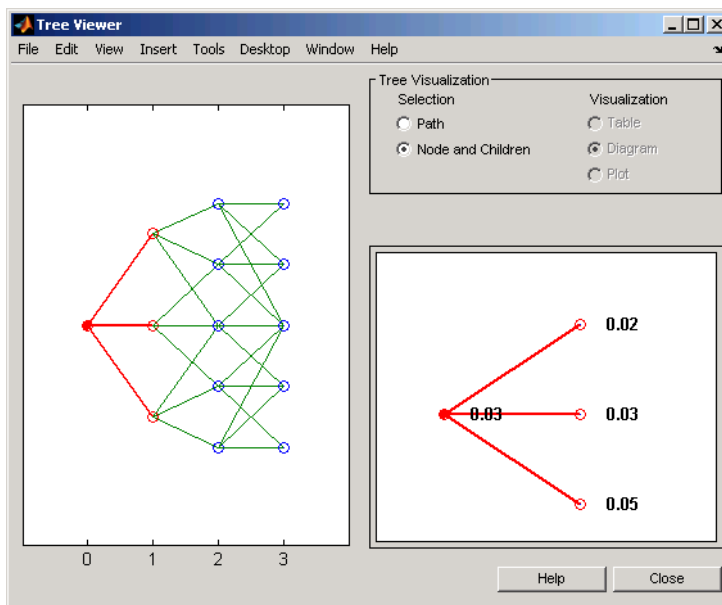 Tree Viewer
File Edit View Insert Tools Desktop Window Help
Tree Visualization
Selection Visualization
Path Table
Node and Children Diagram
Plot
0.02
0.03 0.03
0.05
0 1 2 3
Help Close